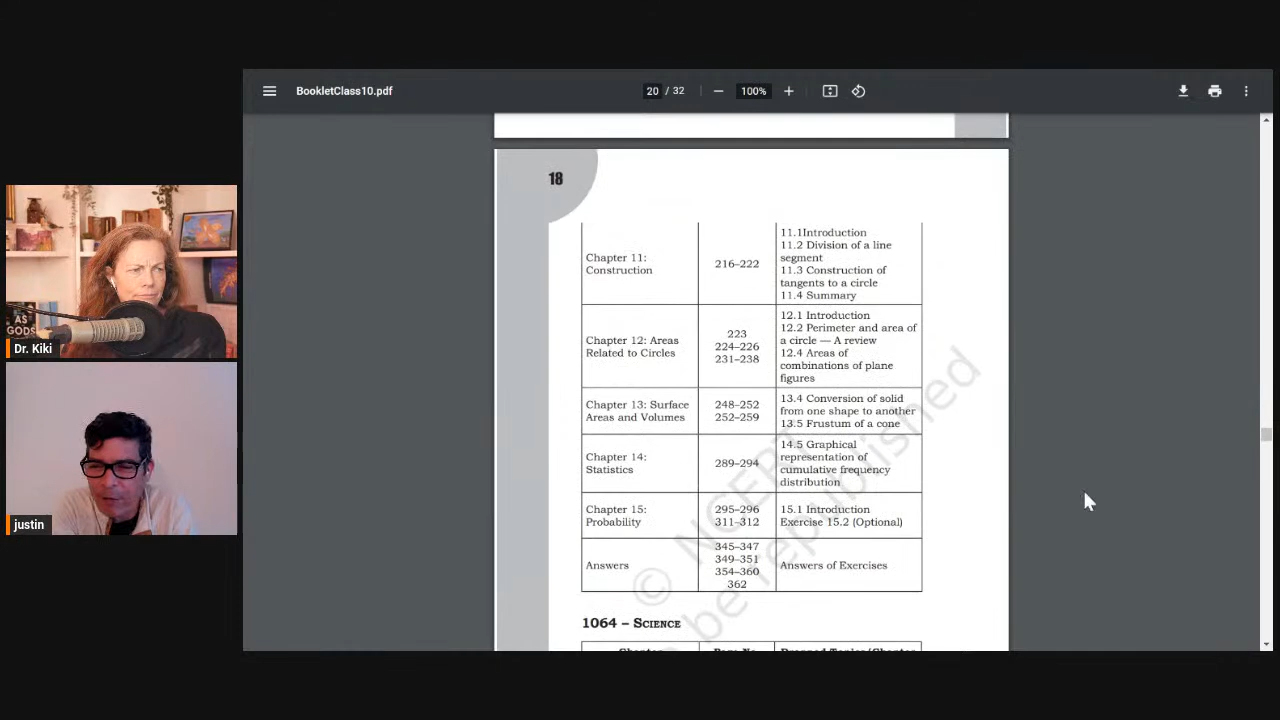 BookletClass10.pdf
20 / 32
100%
18
Chapter 11:
Construction
216–222
11.1Introduction
11.2 Division of a line
segment
11.3 Construction of
tangents to a circle
11.4 Summary
Chapter 12: Areas
Related to Circles
223
224–226
231–238
12.1 Introduction
12.2 Perimeter and area of
a circle — A review
12.4 Areas of
combinations of plane
figures
Chapter 13: Surface
Areas and Volumes
248–252
252–259
13.4 Conversion of solid
from one shape to another
13.5 Frustum of a cone
Chapter 14:
Statistics
289–294
14.5 Graphical
representation of
cumulative frequency
distribution
Chapter 15:
Probability
295–296
311–312
15.1 Introduction
Exercise 15.2 (Optional)
Answers
345–347
349–351
354–360
362
Answers of Exercises
1064 – SCIENCE
© NCERT
be republished
AS
GODS
Dr. Kiki
justin